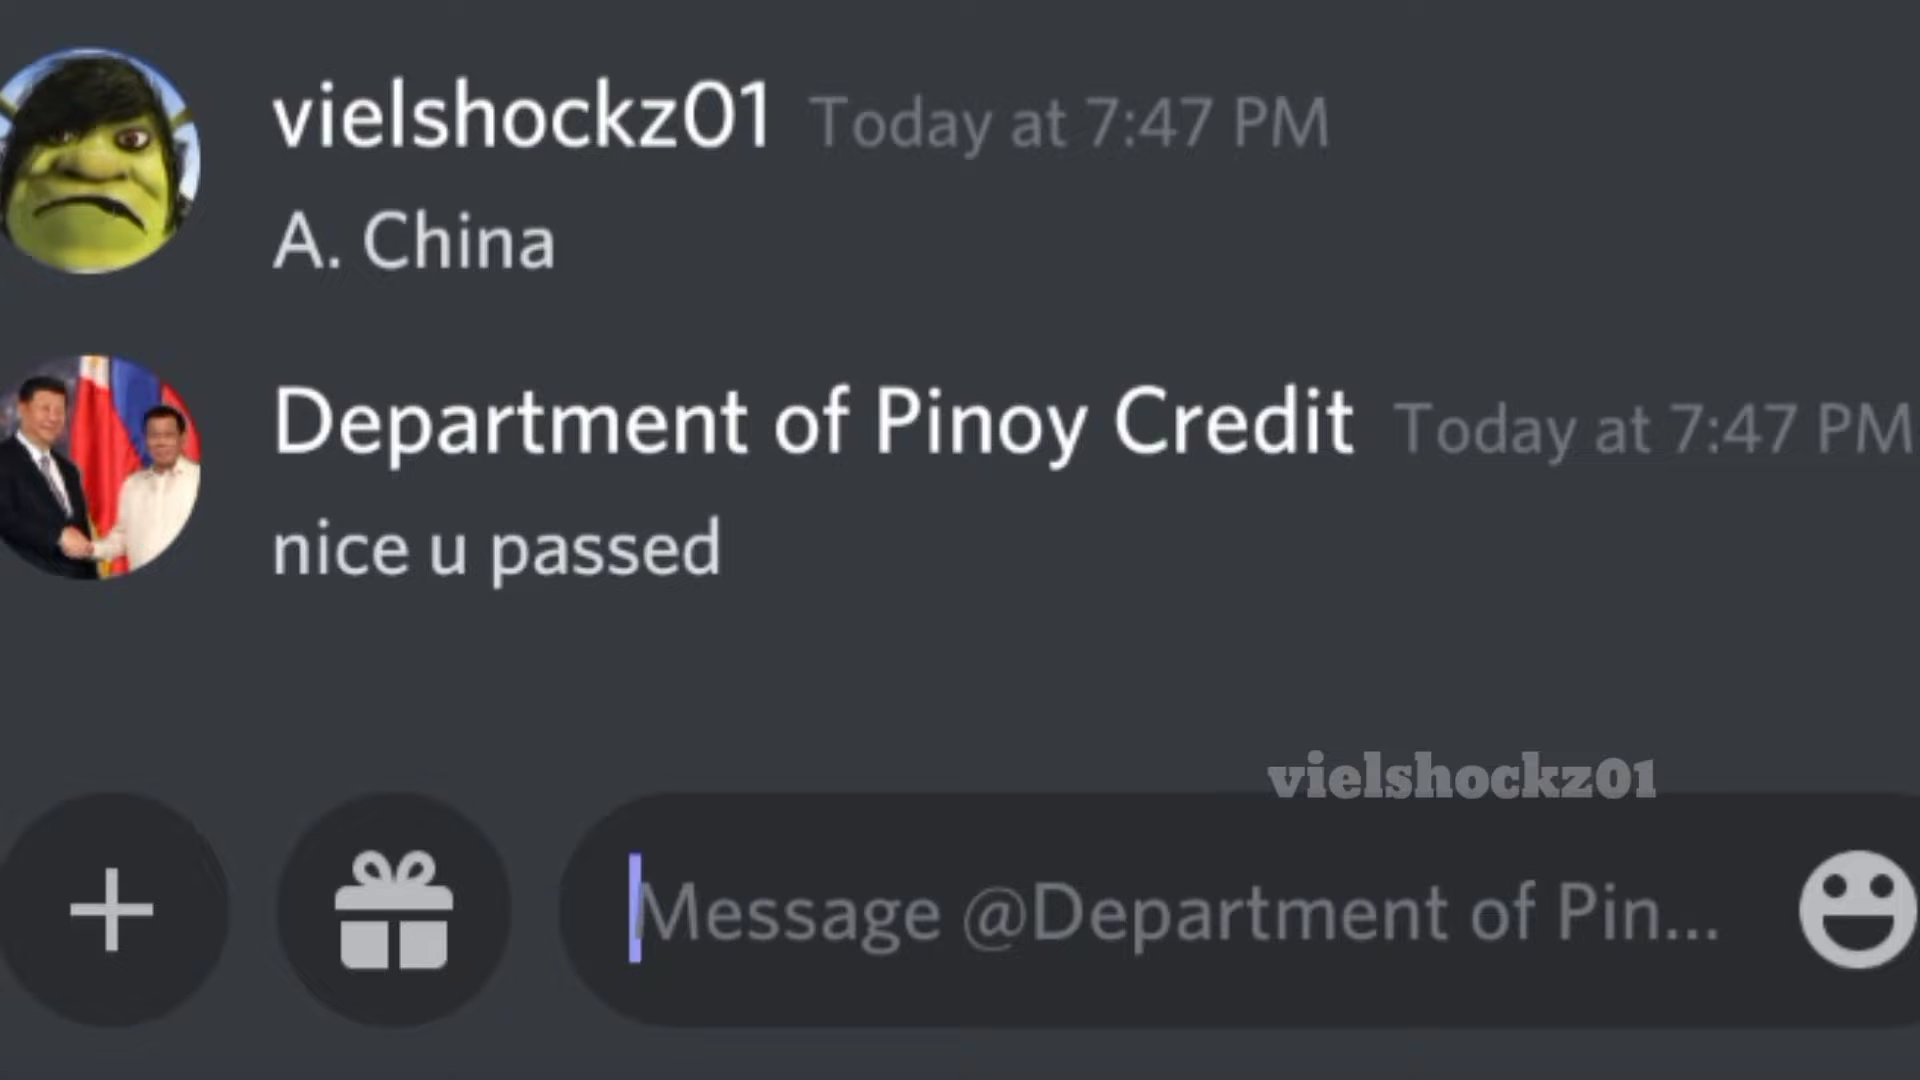 vielshockz01 Today at 7:47 PM
A. China
Department of Pinoy Credit Today at 7:47 PM
nice u passed
vielshockz01
Message @Department of Pin...